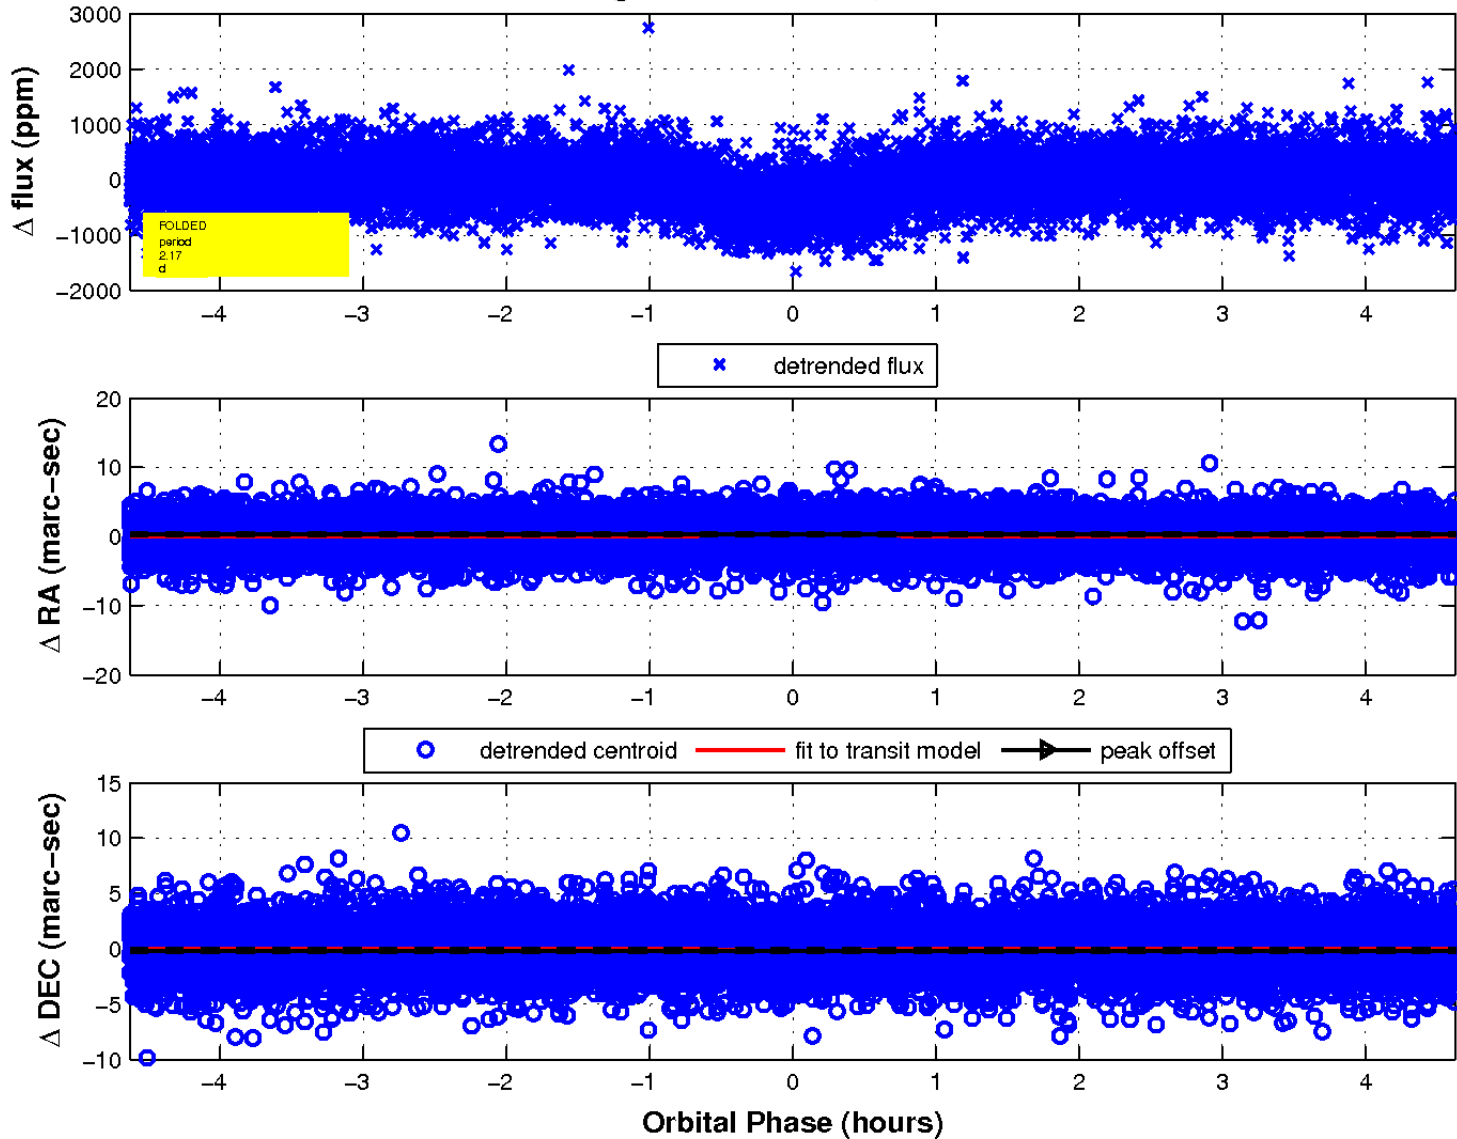 3000
2000
1000
0
−1000
−2000
Δ flux (ppm)
FOLDED
period
2.17
d
−4 −3 −2 −1 0 1 2 3 4
detrended flux
20
10
0
−10
−20
Δ RA (marc−sec)
−4 −3 −2 −1 0 1 2 3 4
detrended centroid fit to transit model peak offset
15
10
5
0
−5
−10
Δ DEC (marc−sec)
−4 −3 −2 −1 0 1 2 3 4
Orbital Phase (hours)